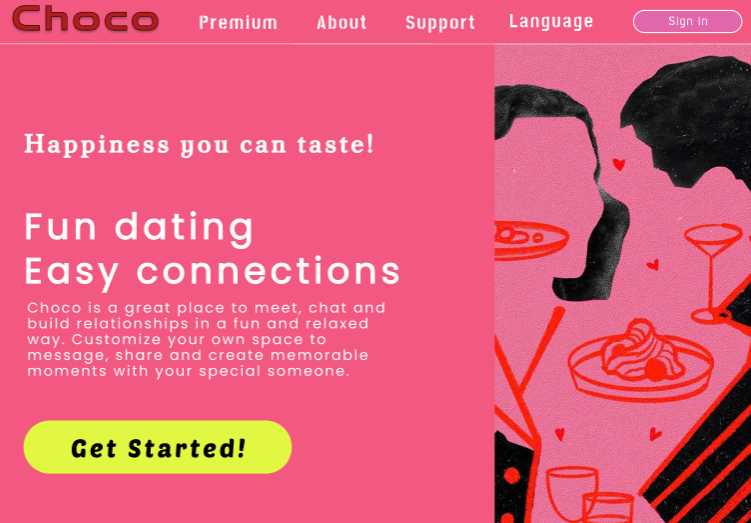 Choco
Premium
About
Support
Language
Sign In
Happiness you can taste!
Fun dating
Easy connections
Choco is a great place to meet, chat and
build relationships in a fun and relaxed
way. Customize your own space to
message, share and create memorable
moments with your special someone.
Get Started!